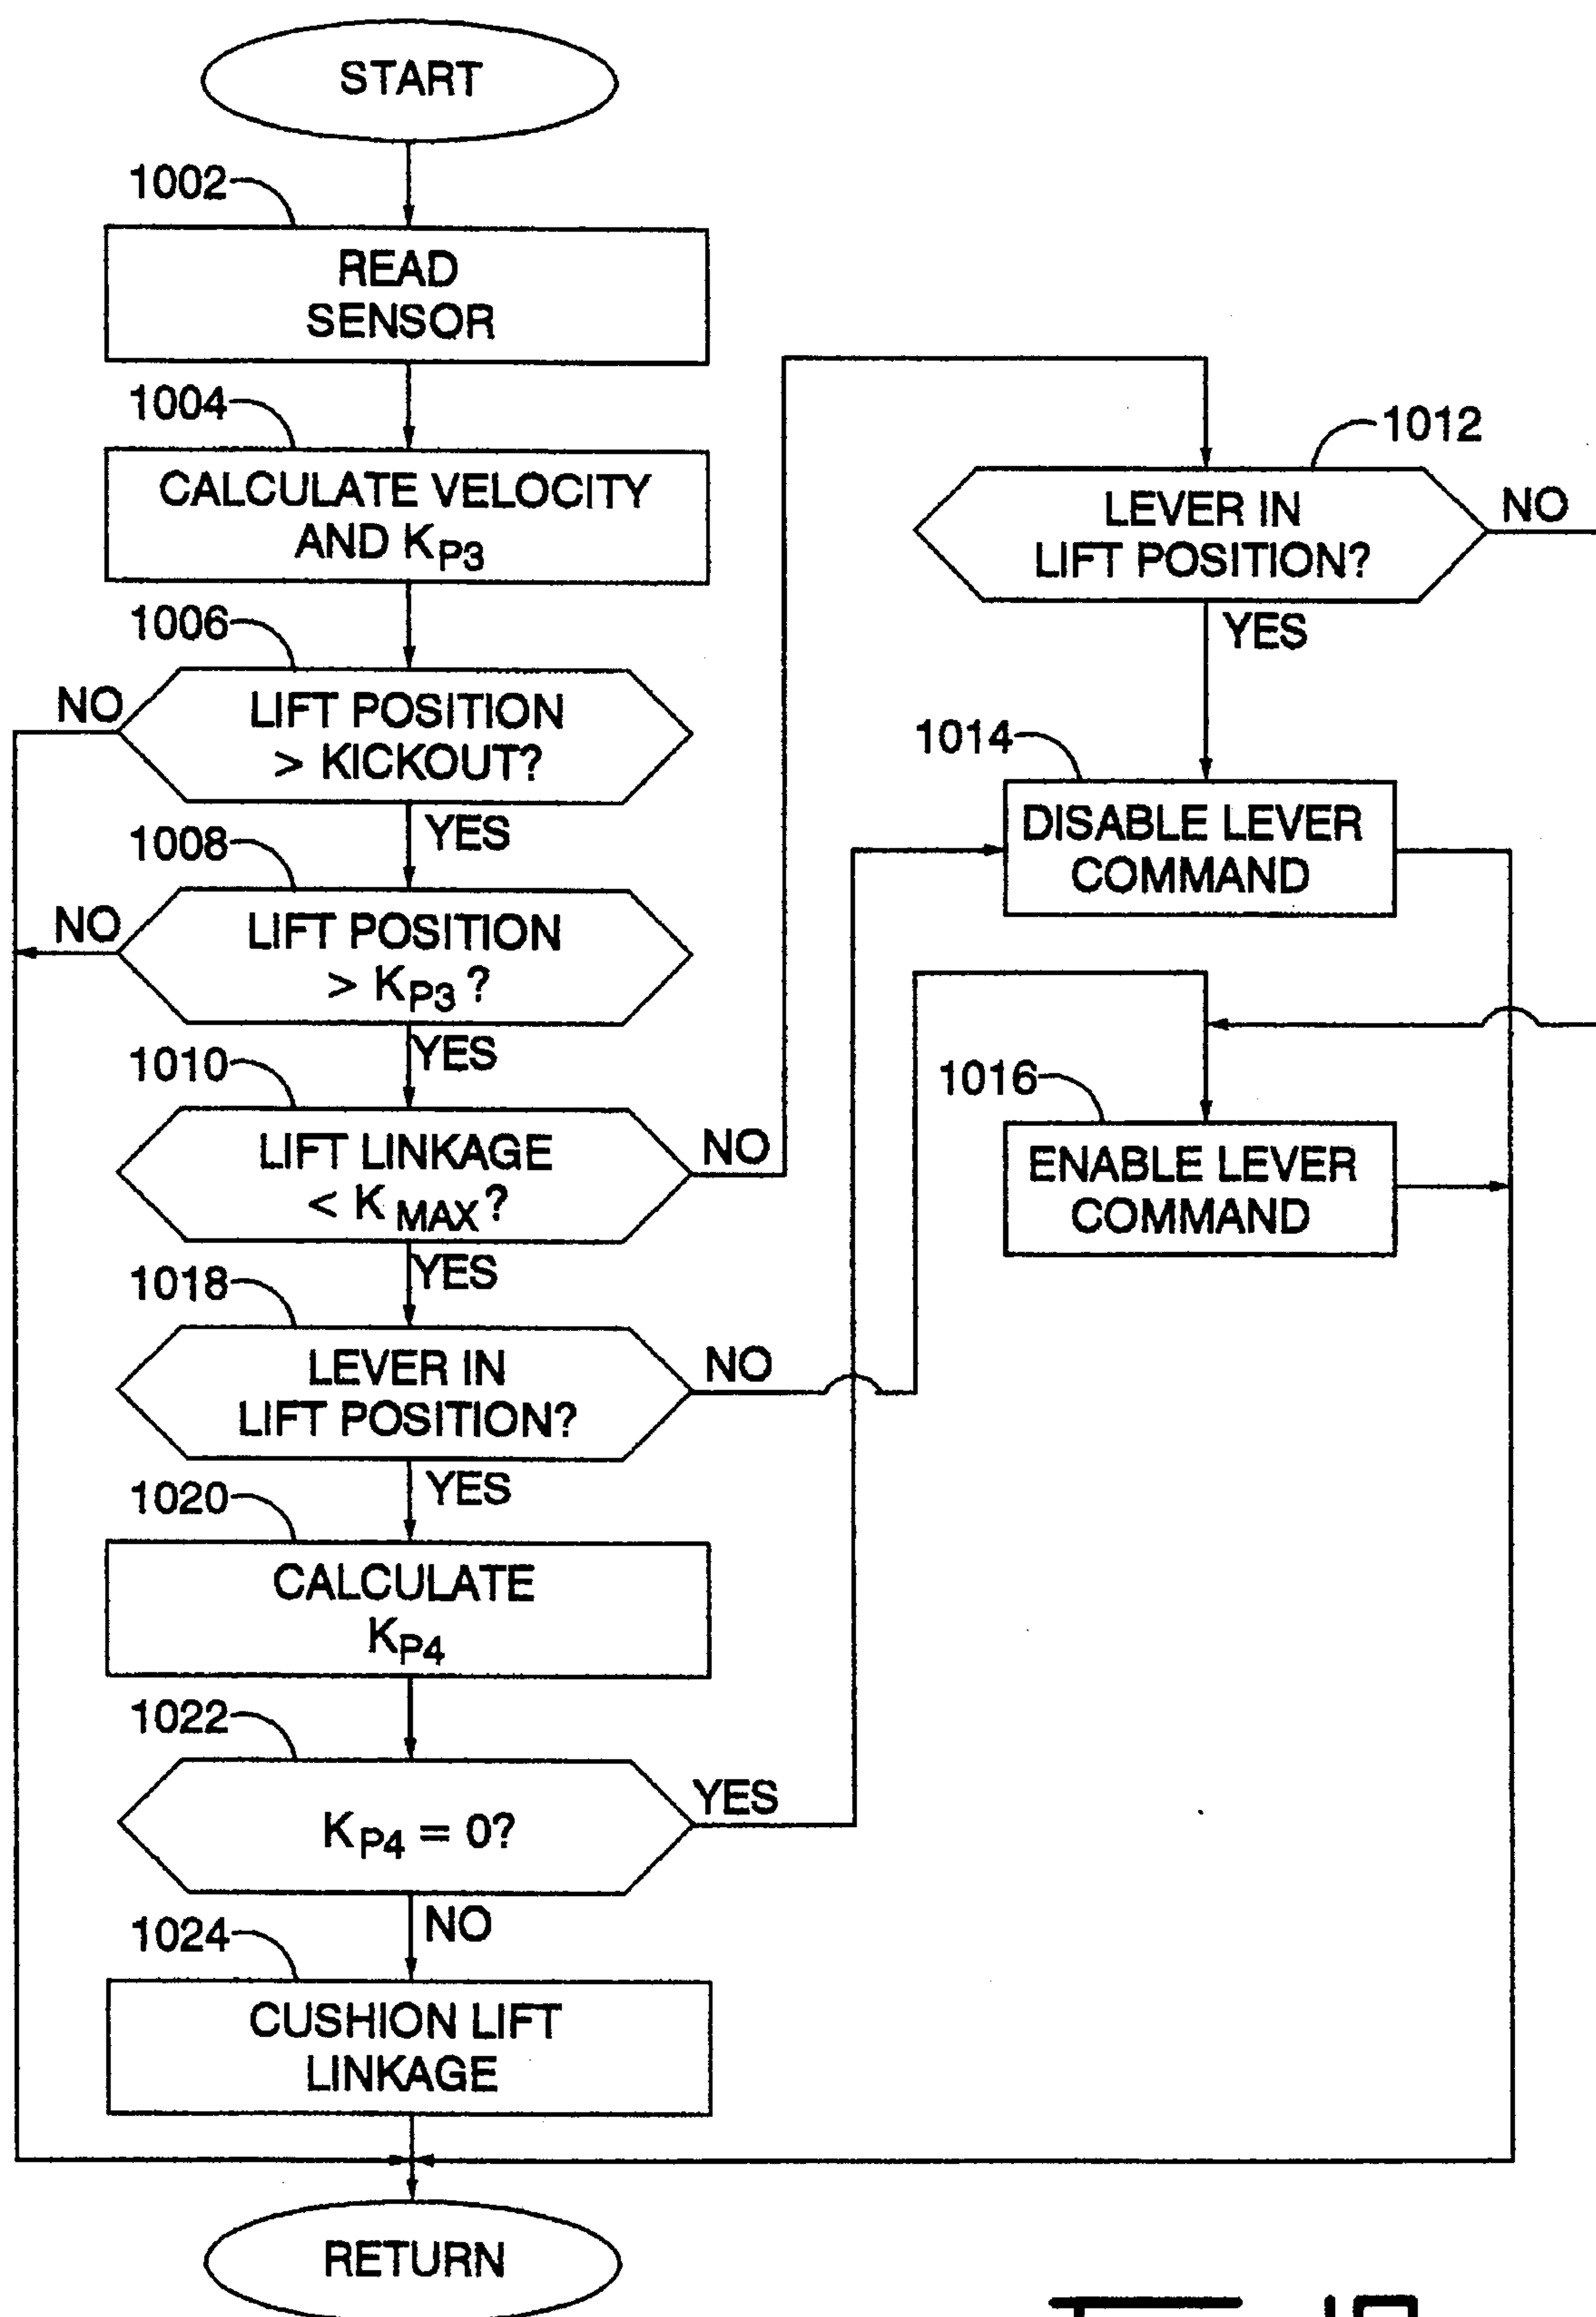 START
1002
READ
SENSOR
1004
CALCULATE VELOCITY
AND KP3
1006
LIFT POSITION
> KICKOUT?
NO
YES
1008
LIFT POSITION
> KP3 ?
NO
YES
1010
LIFT LINKAGE
< K MAX ?
NO
YES
1012
LEVER IN
LIFT POSITION?
NO
YES
1014
DISABLE LEVER
COMMAND
1016
ENABLE LEVER
COMMAND
1018
LEVER IN
LIFT POSITION?
NO
YES
1020
CALCULATE
KP4
1022
KP4 = 0?
YES
NO
1024
CUSHION LIFT
LINKAGE
RETURN